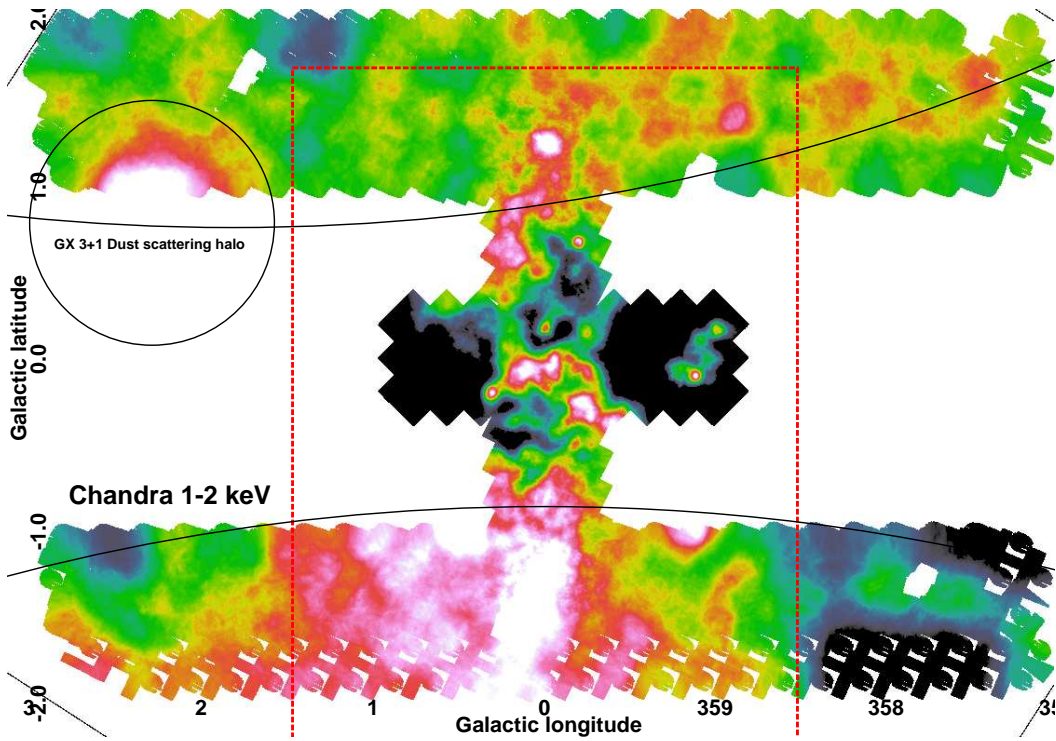 2.0
1.0
GX 3+1 Dust scattering halo
Galactic latitude
0.0
Chandra 1-2 keV
-1.0
-2.0
3
2
1
0
359
358
Galactic longitude